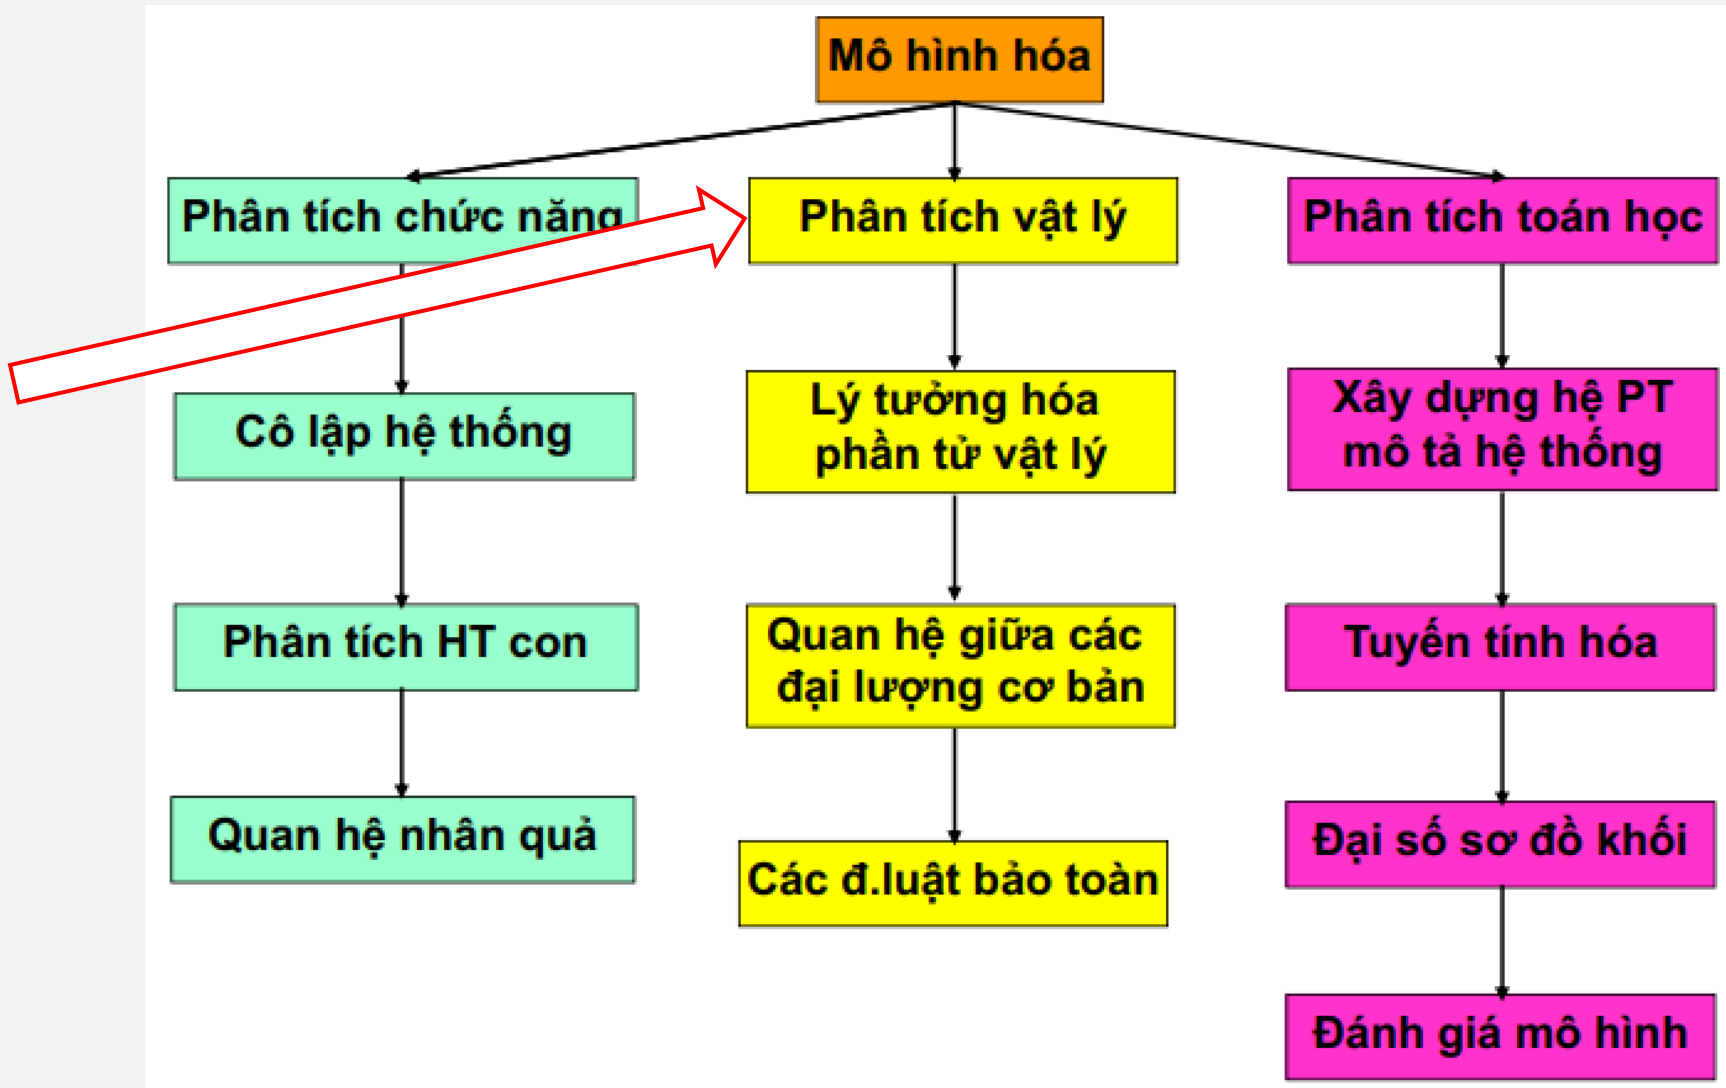 Mô hình hóa
Phân tích chức năng
Phân tích vật lý
Phân tích toán học
Cô lập hệ thống
Lý tưởng hóa
phần tử vật lý
Xây dựng hệ PT
mô tả hệ thống
Phân tích HT con
Quan hệ giữa các
đại lượng cơ bản
Tuyến tính hóa
Quan hệ nhân quả
Các đ.luật bảo toàn
Đại số sơ đồ khối
Đánh giá mô hình